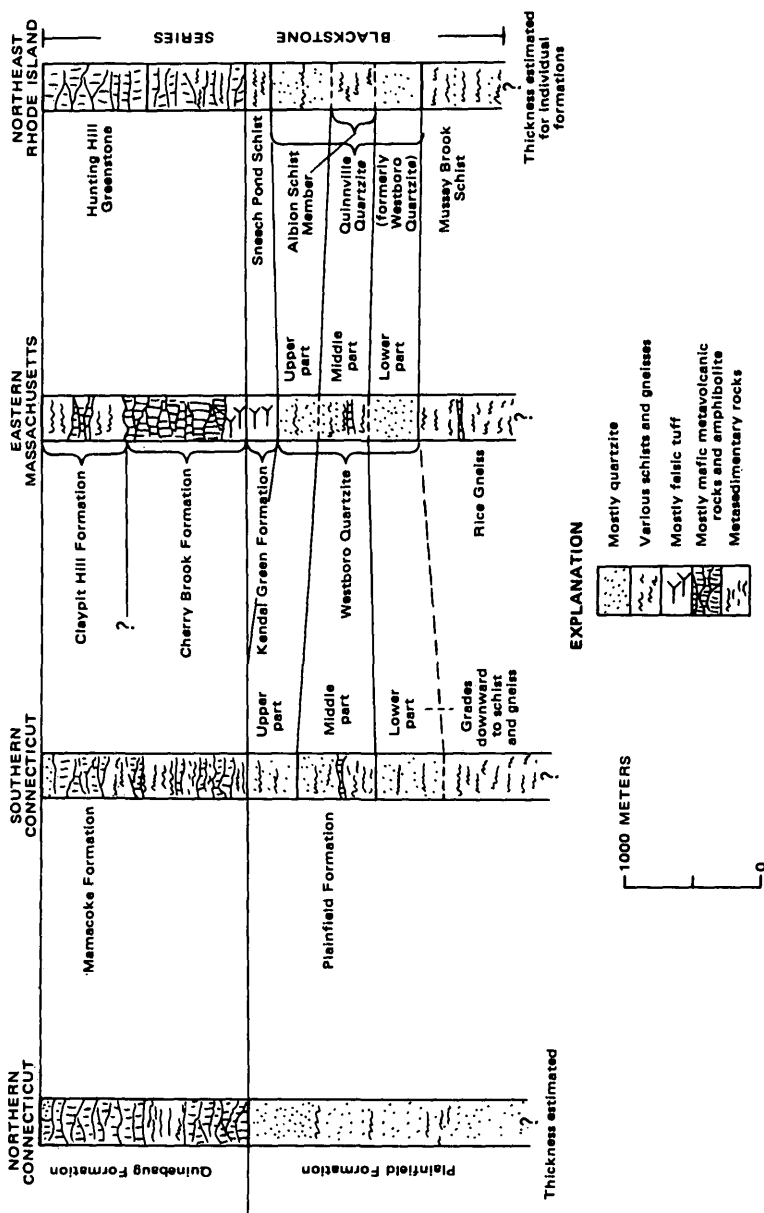 NORTHERN
CONNECTICUT
Quinebaug Formation
Plainfield Formation
?
Thickness estimated
SOUTHERN
CONNECTICUT
Mamacoke Formation
Plainfield Formation
Upper
part
Middle
part
Lower
part
Grades
downward
to schist
and gneiss
?
EASTERN
MASSACHUSETTS
Claypit Hill Formation
?
Cherry Brook Formation
Kendal Green Formation
Westboro Quartzite
Rice Gneiss
Upper
part
Middle
part
Lower
part
?
NORTHEAST
RHODE ISLAND
Hunting Hill
Greenstone
Sneech Pond Schist
Albion Schist
Member
Quinnville
Quartzite
(formerly
Westboro
Quartzite)
Mussey Brook
Schist
BLACKSTONE SERIES
?
Thickness estimated
for individual
formations
EXPLANATION
Mostly quartzite
Various schists and gneisses
Mostly felsic tuff
Mostly mafic metavolcanic
rocks and amphibolite
Metasedimentary rocks
1000 METERS
0